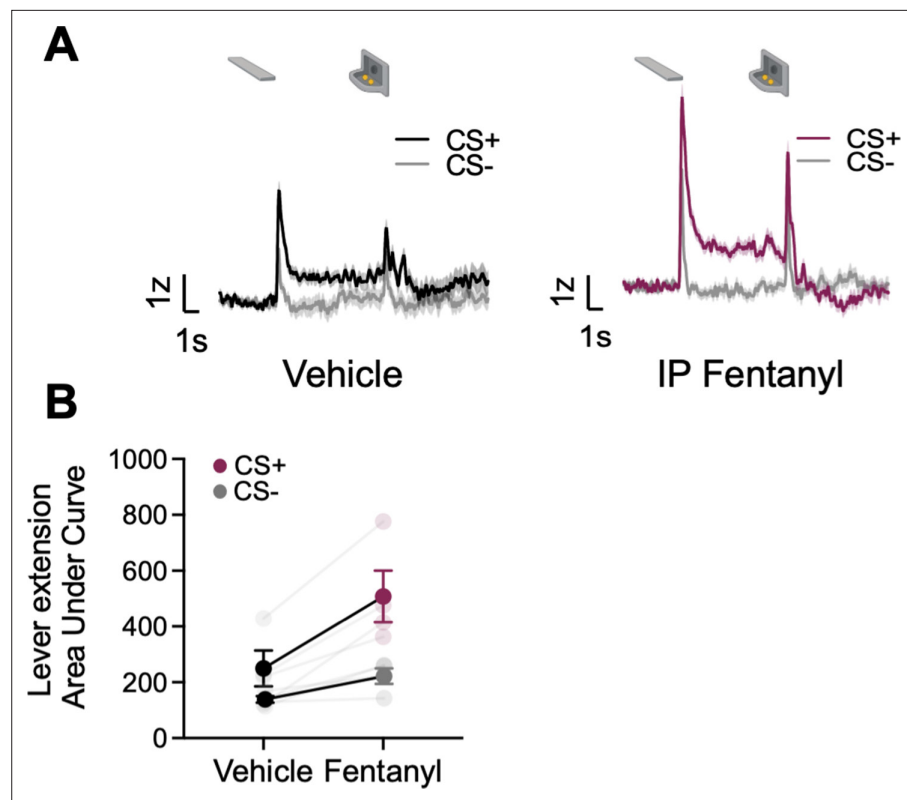 A
CS+
CS-
1z
1s
Vehicle
CS+
CS-
1z
1s
IP Fentanyl
B
Lever extension
Area Under Curve
1000
800
600
400
200
0
CS+
CS-
Vehicle Fentanyl